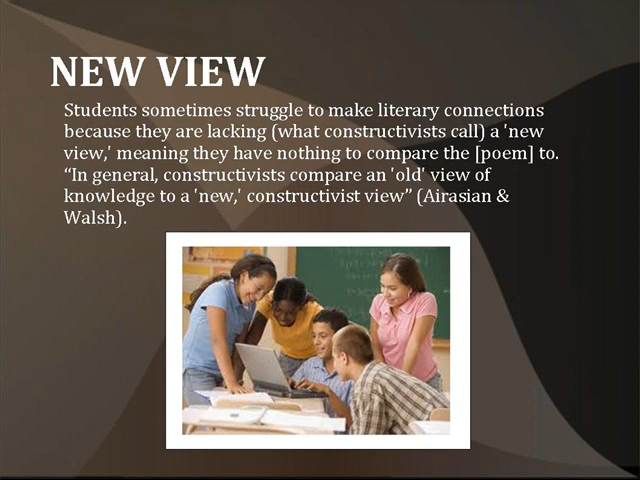 NEW VIEW
Students sometimes struggle to make literary connections
because they are lacking (what constructivists call) a 'new
view,' meaning they have nothing to compare the [poem] to.
“In general, constructivists compare an 'old' view of
knowledge to a 'new,' constructivist view” (Airasian &
Walsh).